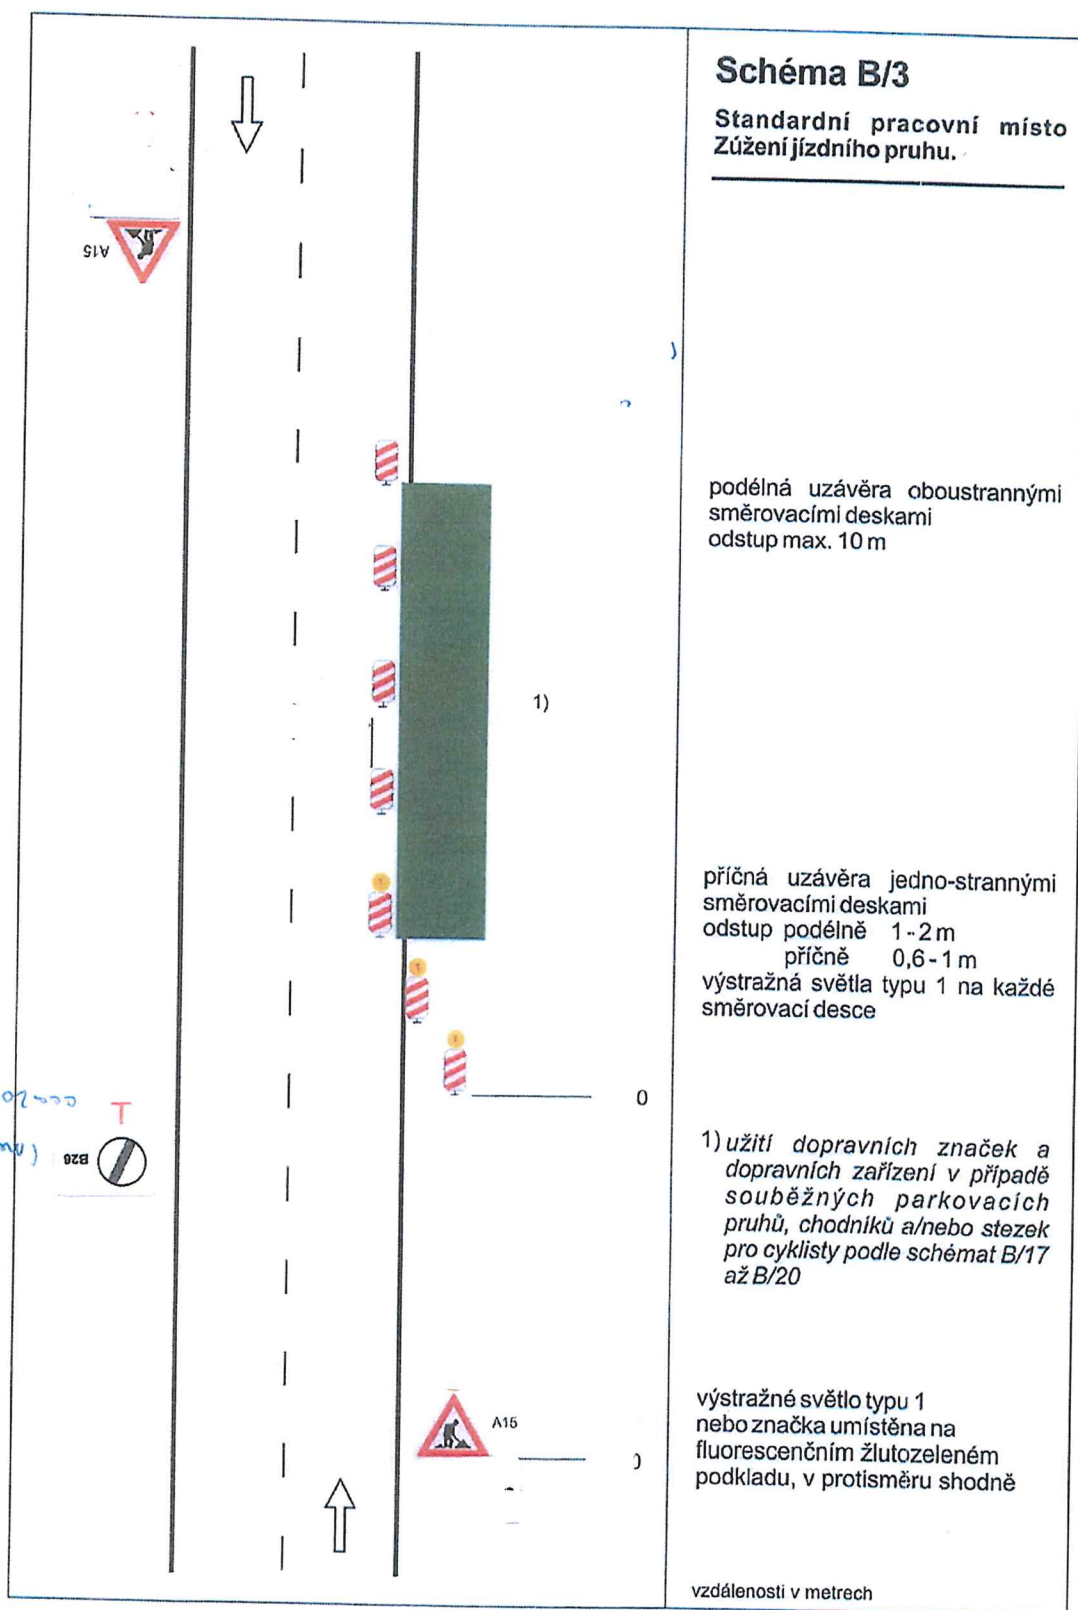 Schéma B/3
Standardní pracovní místo
Zúžení jízdního pruhu.
A15
podélná uzávěra oboustrannými
směrovacími deskami
odstup max. 10 m
1)
příčná uzávěra jedno-strannými
směrovacími deskami
odstup podélně 1-2 m
příčně 0,6-1 m
výstražná světla typu 1 na každé
směrovací desce
0
B26
1) užití dopravních značek a
dopravních zařízení v případě
souběžných parkovacích
pruhů, chodníků a/nebo stezek
pro cyklisty podle schémat B/17
až B/20
A15
výstražné světlo typu 1
nebo značka umístěna na
fluorescenčním žlutozeleném
podkladu, v protisměru shodně
vzdálenosti v metrech